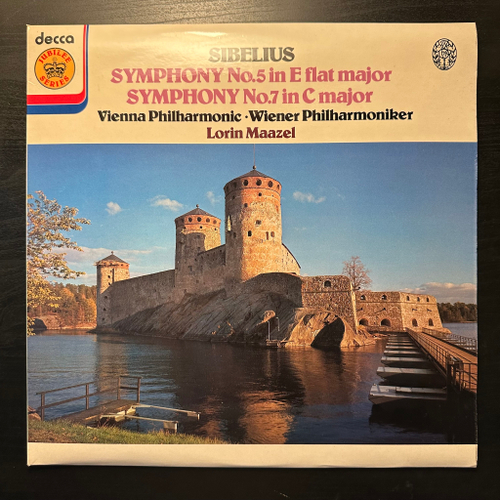 decca
JUBILEE
SERIES
SIBELIUS
SYMPHONY No.5 in E flat major
SYMPHONY No.7 in C major
Vienna Philharmonic · Wiener Philharmoniker
Lorin Maazel